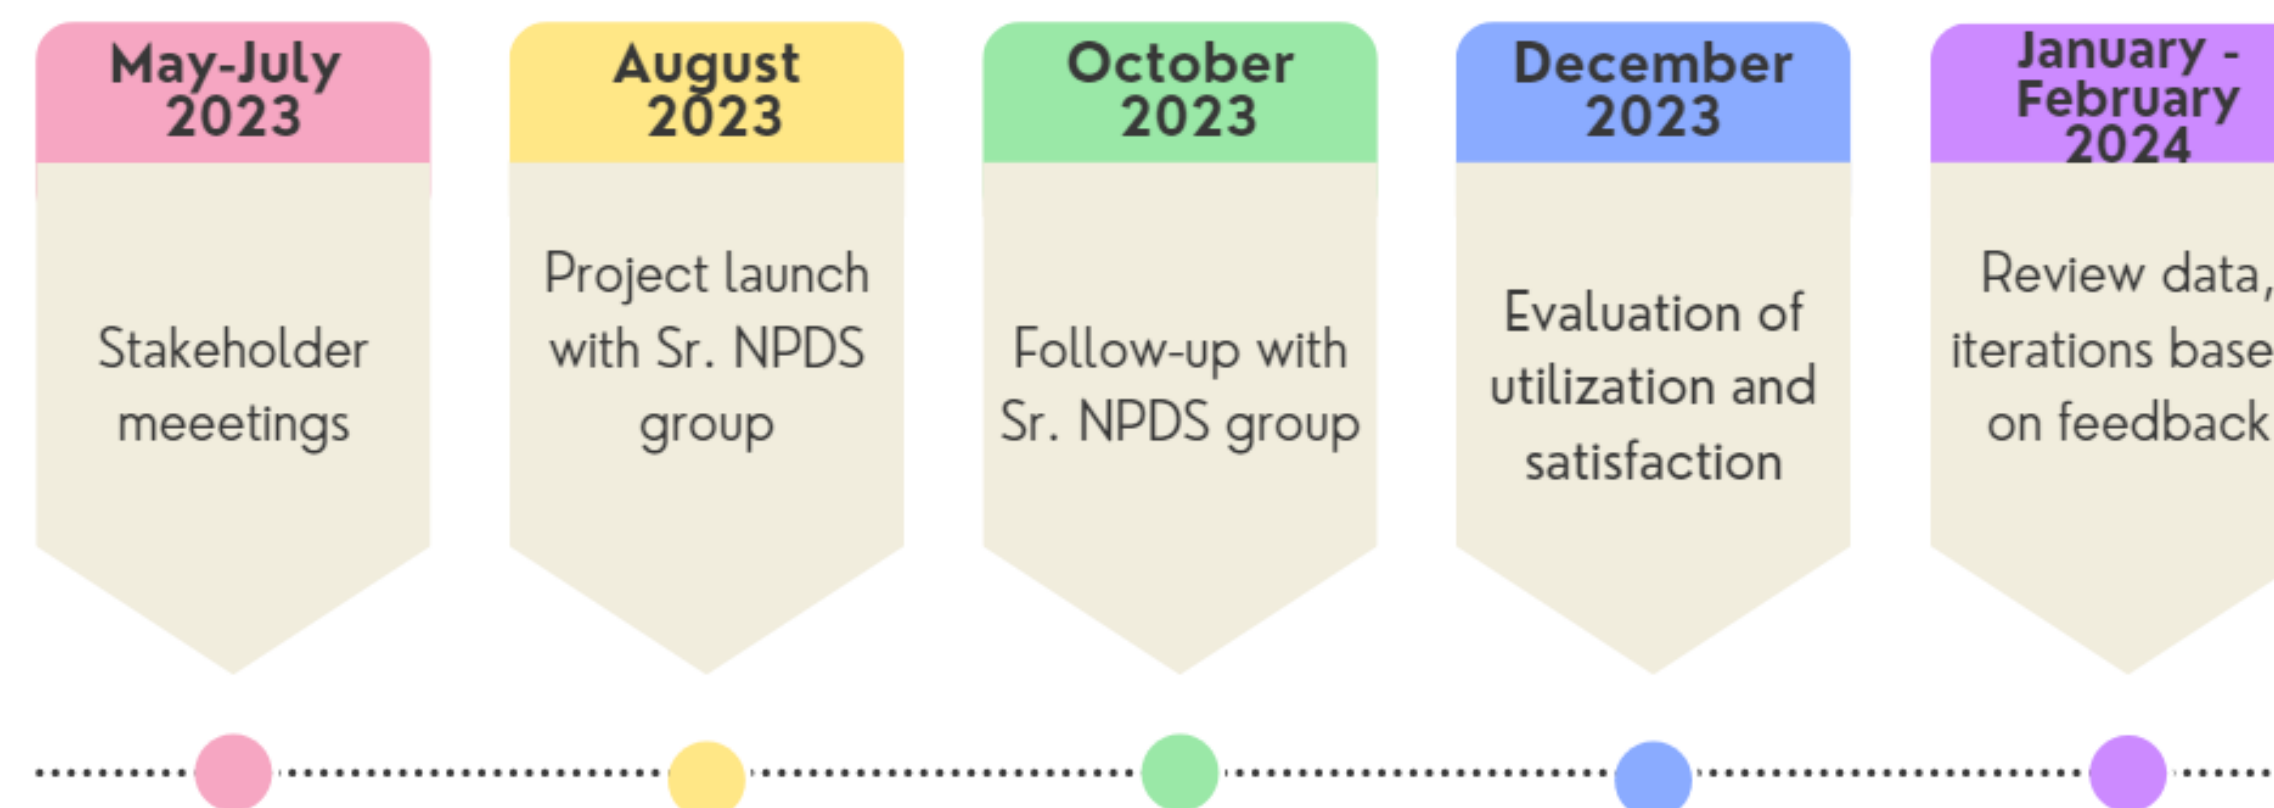 May-July
2023
Stakeholder
meeetings
August
2023
Project launch
with Sr. NPDS
group
October
2023
Follow-up with
Sr. NPDS group
December
2023
Evaluation of
utilization and
satisfaction
January -
February
2024
Review data,
iterations base
on feedback